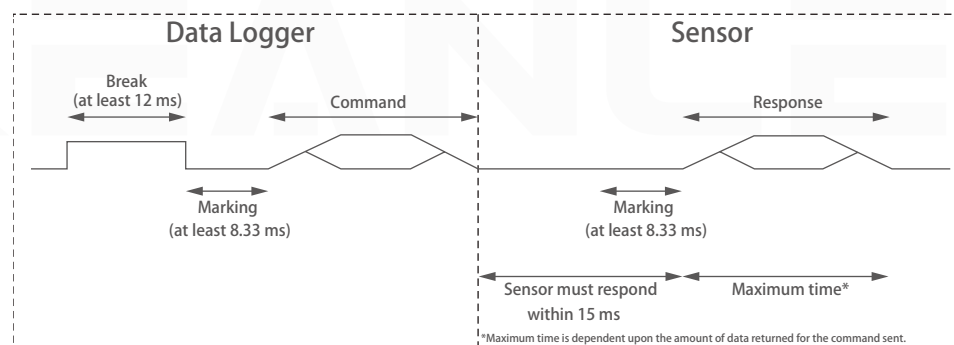 Data Logger
Sensor
Break
(at least 12 ms)
Command
Response
Marking
(at least 8.33 ms)
Marking
(at least 8.33 ms)
Sensor must respond
within 15 ms
Maximum time*
*Maximum time is dependent upon the amount of data returned for the command sent.